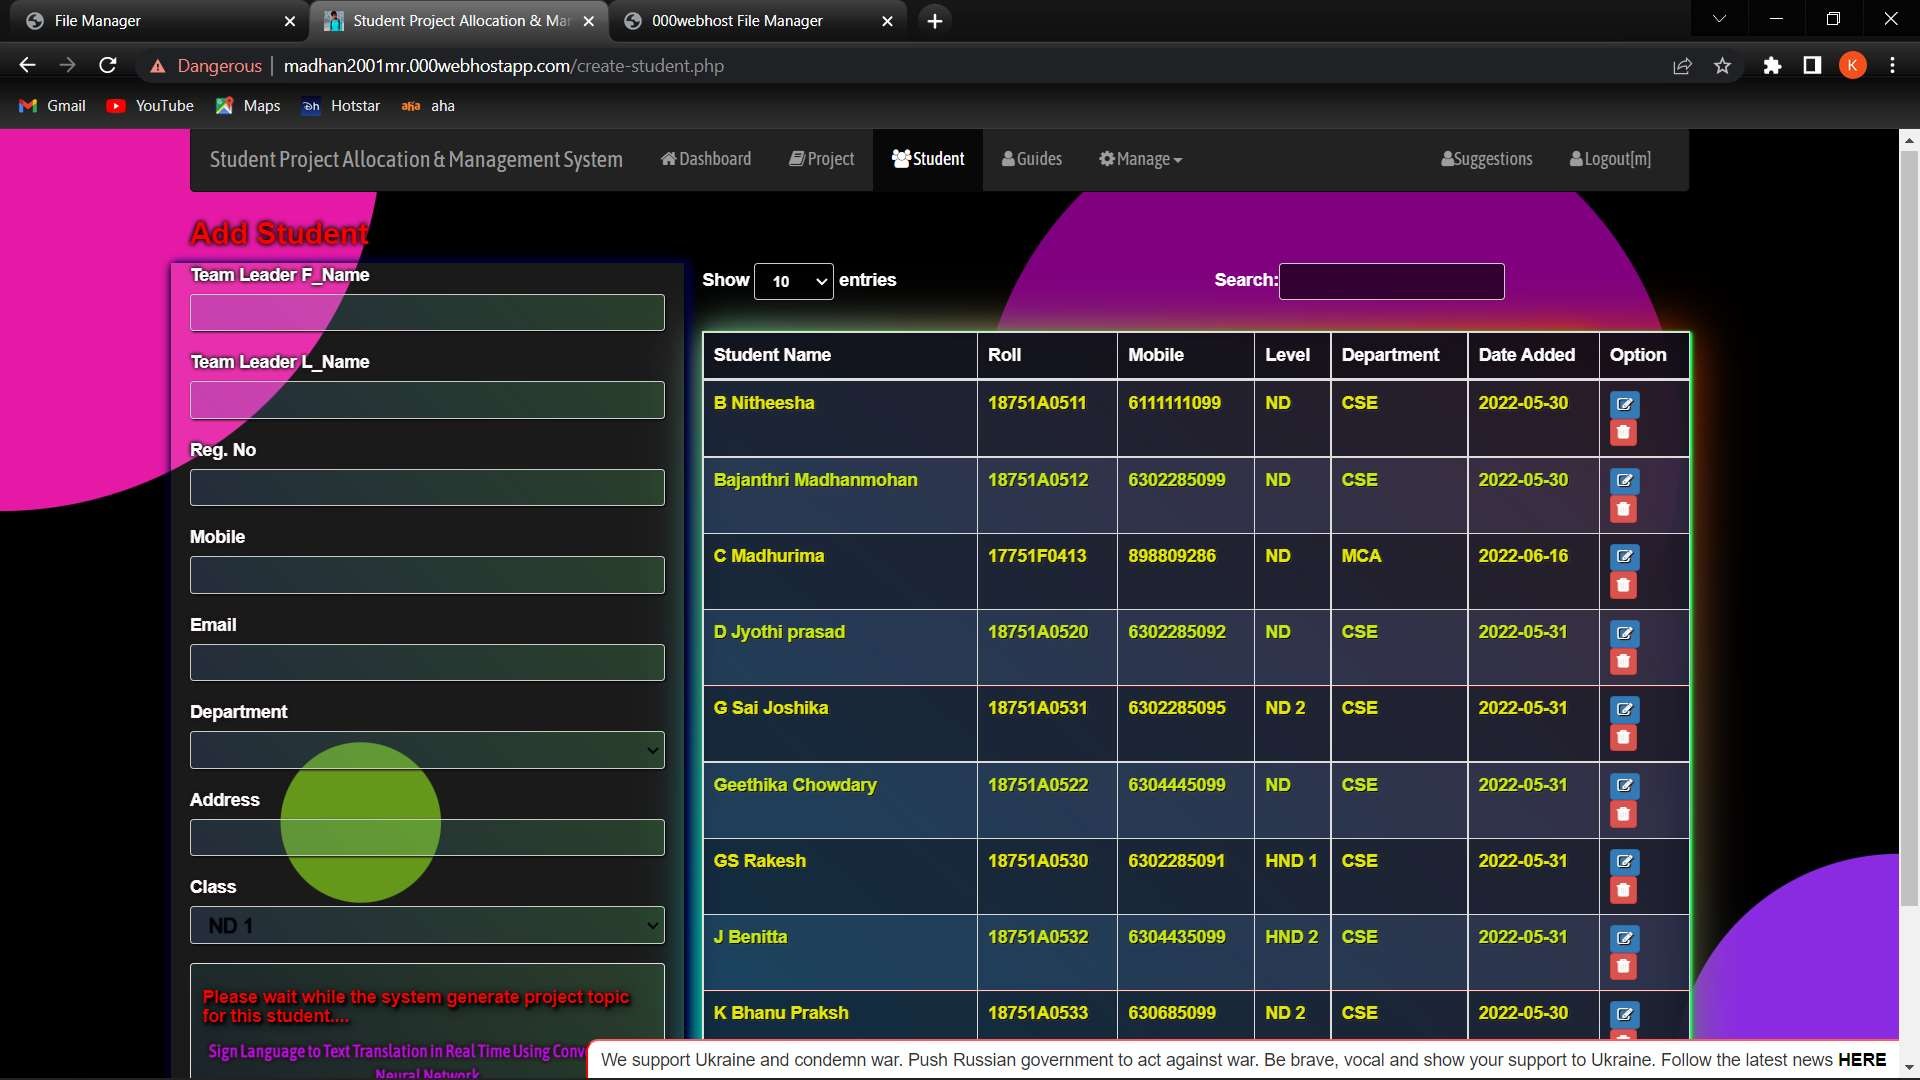 File Manager
Student Project Allocation & Mar
000webhost File Manager
Dangerous madhan2001mr.000webhostapp.com/create-student.php
K
Gmail YouTube Maps Hotstar aha
Student Project Allocation & Management System Dashboard Project Student Guides Manage Suggestions Logout[m]
Add Student
Team Leader F_Name
Team Leader L_Name
Reg. No
Mobile
Email
Department
Address
Class
ND 1
Please wait while the system generate project topic
for this student....
Sign Language to Text Translation in Real Time Using Conv
Neural Network
Show 10 entries Search:
Student Name Roll Mobile Level Department Date Added Option
B Nitheesha 18751A0511 6111111099 ND CSE 2022-05-30
Bajanthri Madhanmohan 18751A0512 6302285099 ND CSE 2022-05-30
C Madhurima 17751F0413 898809286 ND MCA 2022-06-16
D Jyothi prasad 18751A0520 6302285092 ND CSE 2022-05-31
G Sai Joshika 18751A0531 6302285095 ND 2 CSE 2022-05-31
Geethika Chowdary 18751A0522 6304445099 ND CSE 2022-05-31
GS Rakesh 18751A0530 6302285091 HND 1 CSE 2022-05-31
J Benitta 18751A0532 6304435099 HND 2 CSE 2022-05-31
K Bhanu Praksh 18751A0533 630685099 ND 2 CSE 2022-05-30
We support Ukraine and condemn war. Push Russian government to act against war. Be brave, vocal and show your support to Ukraine. Follow the latest news HERE